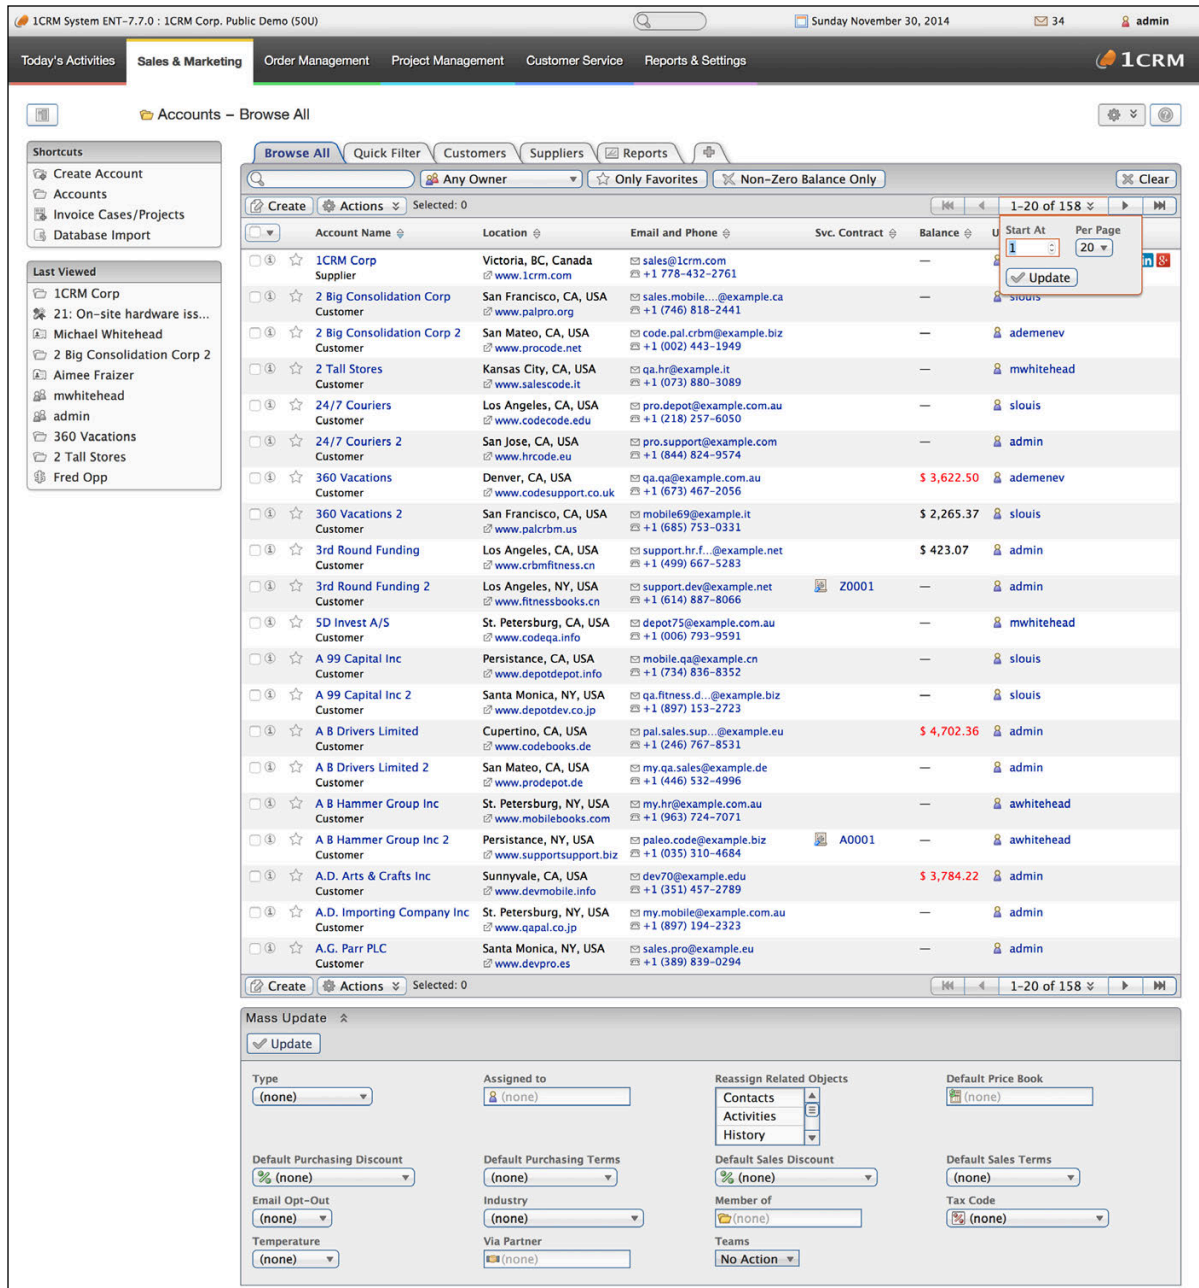 1CRM System ENT-7.7.0 : 1CRM Corp. Public Demo (50U) Sunday November 30, 2014 34 admin
Today's Activities Sales & Marketing Order Management Project Management Customer Service Reports & Settings 1CRM
Accounts – Browse All
Shortcuts
Create Account
Accounts
Invoice Cases/Projects
Database Import
Last Viewed
1CRM Corp
21: On-site hardware iss...
Michael Whitehead
2 Big Consolidation Corp 2
Aimee Fraizer
mwhitehead
admin
360 Vacations
2 Tall Stores
Fred Opp
Browse All Quick Filter Customers Suppliers Reports
Any Owner Only Favorites Non-Zero Balance Only Clear
Create Actions Selected: 0 1-20 of 158
Account Name Location Email and Phone Svc. Contract Balance U
Start At Per Page
1 20
Update
1CRM Corp Victoria, BC, Canada sales@1crm.com —
Supplier www.1crm.com +1 778-432-2761
2 Big Consolidation Corp San Francisco, CA, USA sales.mobile....@example.ca — slouis
Customer www.palpro.org +1 (746) 818-2441
2 Big Consolidation Corp 2 San Mateo, CA, USA code.pal.crbm@example.biz — ademenev
Customer www.procode.net +1 (002) 443-1949
2 Tall Stores Kansas City, CA, USA qa.hr@example.it — mwhitehead
Customer www.salescode.it +1 (073) 880-3089
24/7 Couriers Los Angeles, CA, USA pro.depot@example.com.au — slouis
Customer www.codecode.edu +1 (218) 257-6050
24/7 Couriers 2 San Jose, CA, USA pro.support@example.com — admin
Customer www.hrcode.eu +1 (844) 824-9574
360 Vacations Denver, CA, USA qa.qa@example.com.au $ 3,622.50 ademenev
Customer www.codesupport.co.uk +1 (673) 467-2056
360 Vacations 2 San Francisco, CA, USA mobile69@example.it $ 2,265.37 slouis
Customer www.palcrbm.us +1 (685) 753-0331
3rd Round Funding Los Angeles, CA, USA support.hr.f...@example.net $ 423.07 admin
Customer www.crbmfitness.cn +1 (499) 667-5283
3rd Round Funding 2 Los Angeles, NY, USA support.dev@example.net Z0001 — admin
Customer www.fitnessbooks.cn +1 (614) 887-8066
5D Invest A/S St. Petersburg, CA, USA depot75@example.com.au — mwhitehead
Customer www.codeqa.info +1 (006) 793-9591
A 99 Capital Inc Persistance, CA, USA mobile.qa@example.cn — slouis
Customer www.depotdepot.info +1 (734) 836-8352
A 99 Capital Inc 2 Santa Monica, NY, USA qa.fitness.d...@example.biz — slouis
Customer www.depotdev.co.jp +1 (897) 153-2723
A B Drivers Limited Cupertino, CA, USA pal.sales.sup...@example.eu $ 4,702.36 admin
Customer www.codebooks.de +1 (246) 767-8531
A B Drivers Limited 2 San Mateo, CA, USA my.qa.sales@example.de — admin
Customer www.prodepot.de +1 (446) 532-4996
A B Hammer Group Inc St. Petersburg, NY, USA my.hr@example.com.au — awhitehead
Customer www.mobilebooks.com +1 (963) 724-7071
A B Hammer Group Inc 2 Persistance, NY, USA paleo.code@example.biz A0001 — awhitehead
Customer www.supportsupport.biz +1 (035) 310-4684
A.D. Arts & Crafts Inc Sunnyvale, CA, USA dev70@example.edu $ 3,784.22 admin
Customer www.devmobile.info +1 (351) 457-2789
A.D. Importing Company Inc St. Petersburg, NY, USA my.mobile@example.com.au — admin
Customer www.qapal.co.jp +1 (897) 194-2323
A.G. Parr PLC Santa Monica, NY, USA sales.pro@example.eu — admin
Customer www.devpro.es +1 (389) 839-0294
Create Actions Selected: 0 1-20 of 158
Mass Update
Update
Type Assigned to Reassign Related Objects Default Price Book
(none) (none) Contacts (none)
Activities
History
Default Purchasing Discount Default Purchasing Terms Default Sales Discount Default Sales Terms
(none) (none) (none) (none)
Email Opt-Out Industry Member of Tax Code
(none) (none) (none) (none)
Temperature Via Partner Teams
(none) (none) No Action